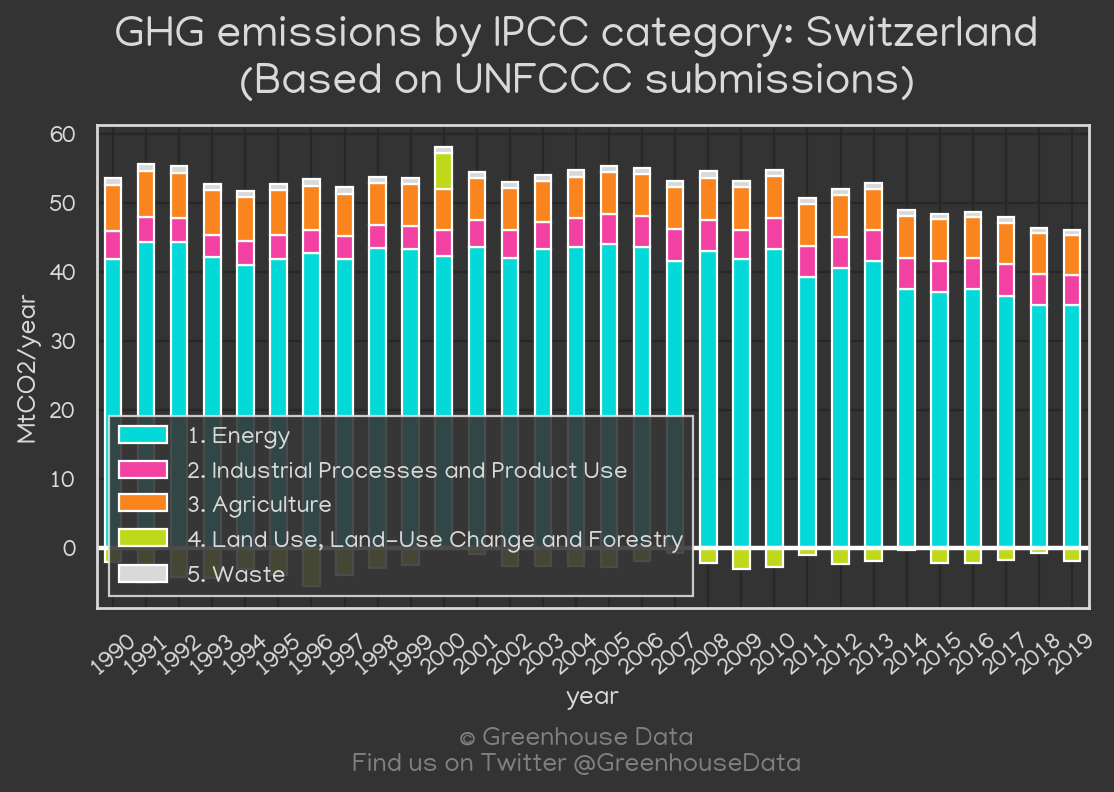 GHG emissions by IPCC category: Switzerland
(Based on UNFCCC submissions)
MtCO2/year
60
50
40
30
20
10
0
1. Energy
2. Industrial Processes and Product Use
3. Agriculture
4. Land Use, Land-Use Change and Forestry
5. Waste
1990 1991 1992 1993 1994 1995 1996 1997 1998 1999 2000 2001 2002 2003 2004 2005 2006 2007 2008 2009 2010 2011 2012 2013 2014 2015 2016 2017 2018 2019
year
© Greenhouse Data
Find us on Twitter @GreenhouseData